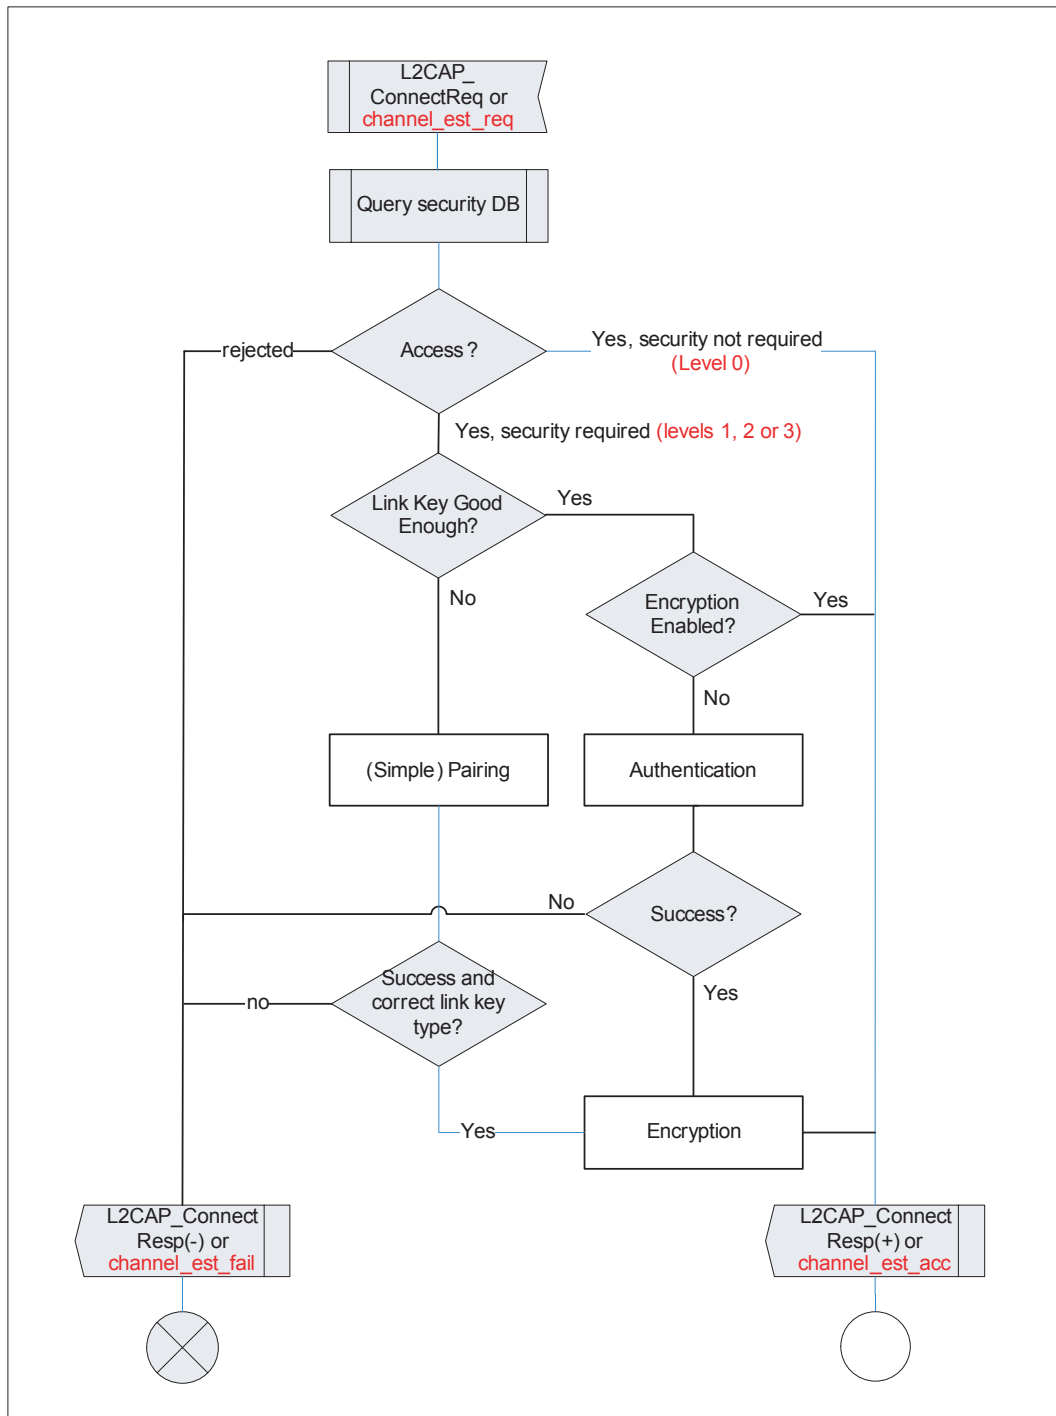 L2CAP_
ConnectReq or
channel_est_req
Query security DB
Access?
rejected
Yes, security not required
(Level 0)
Yes, security required (levels 1, 2 or 3)
Link Key Good
Enough?
Yes
No
Encryption
Enabled?
Yes
No
(Simple) Pairing
Authentication
No
Success?
Success and
correct link key
type?
no
Yes
Yes
Encryption
L2CAP_Connect
Resp(-) or
channel_est_fail
L2CAP_Connect
Resp(+) or
channel_est_acc